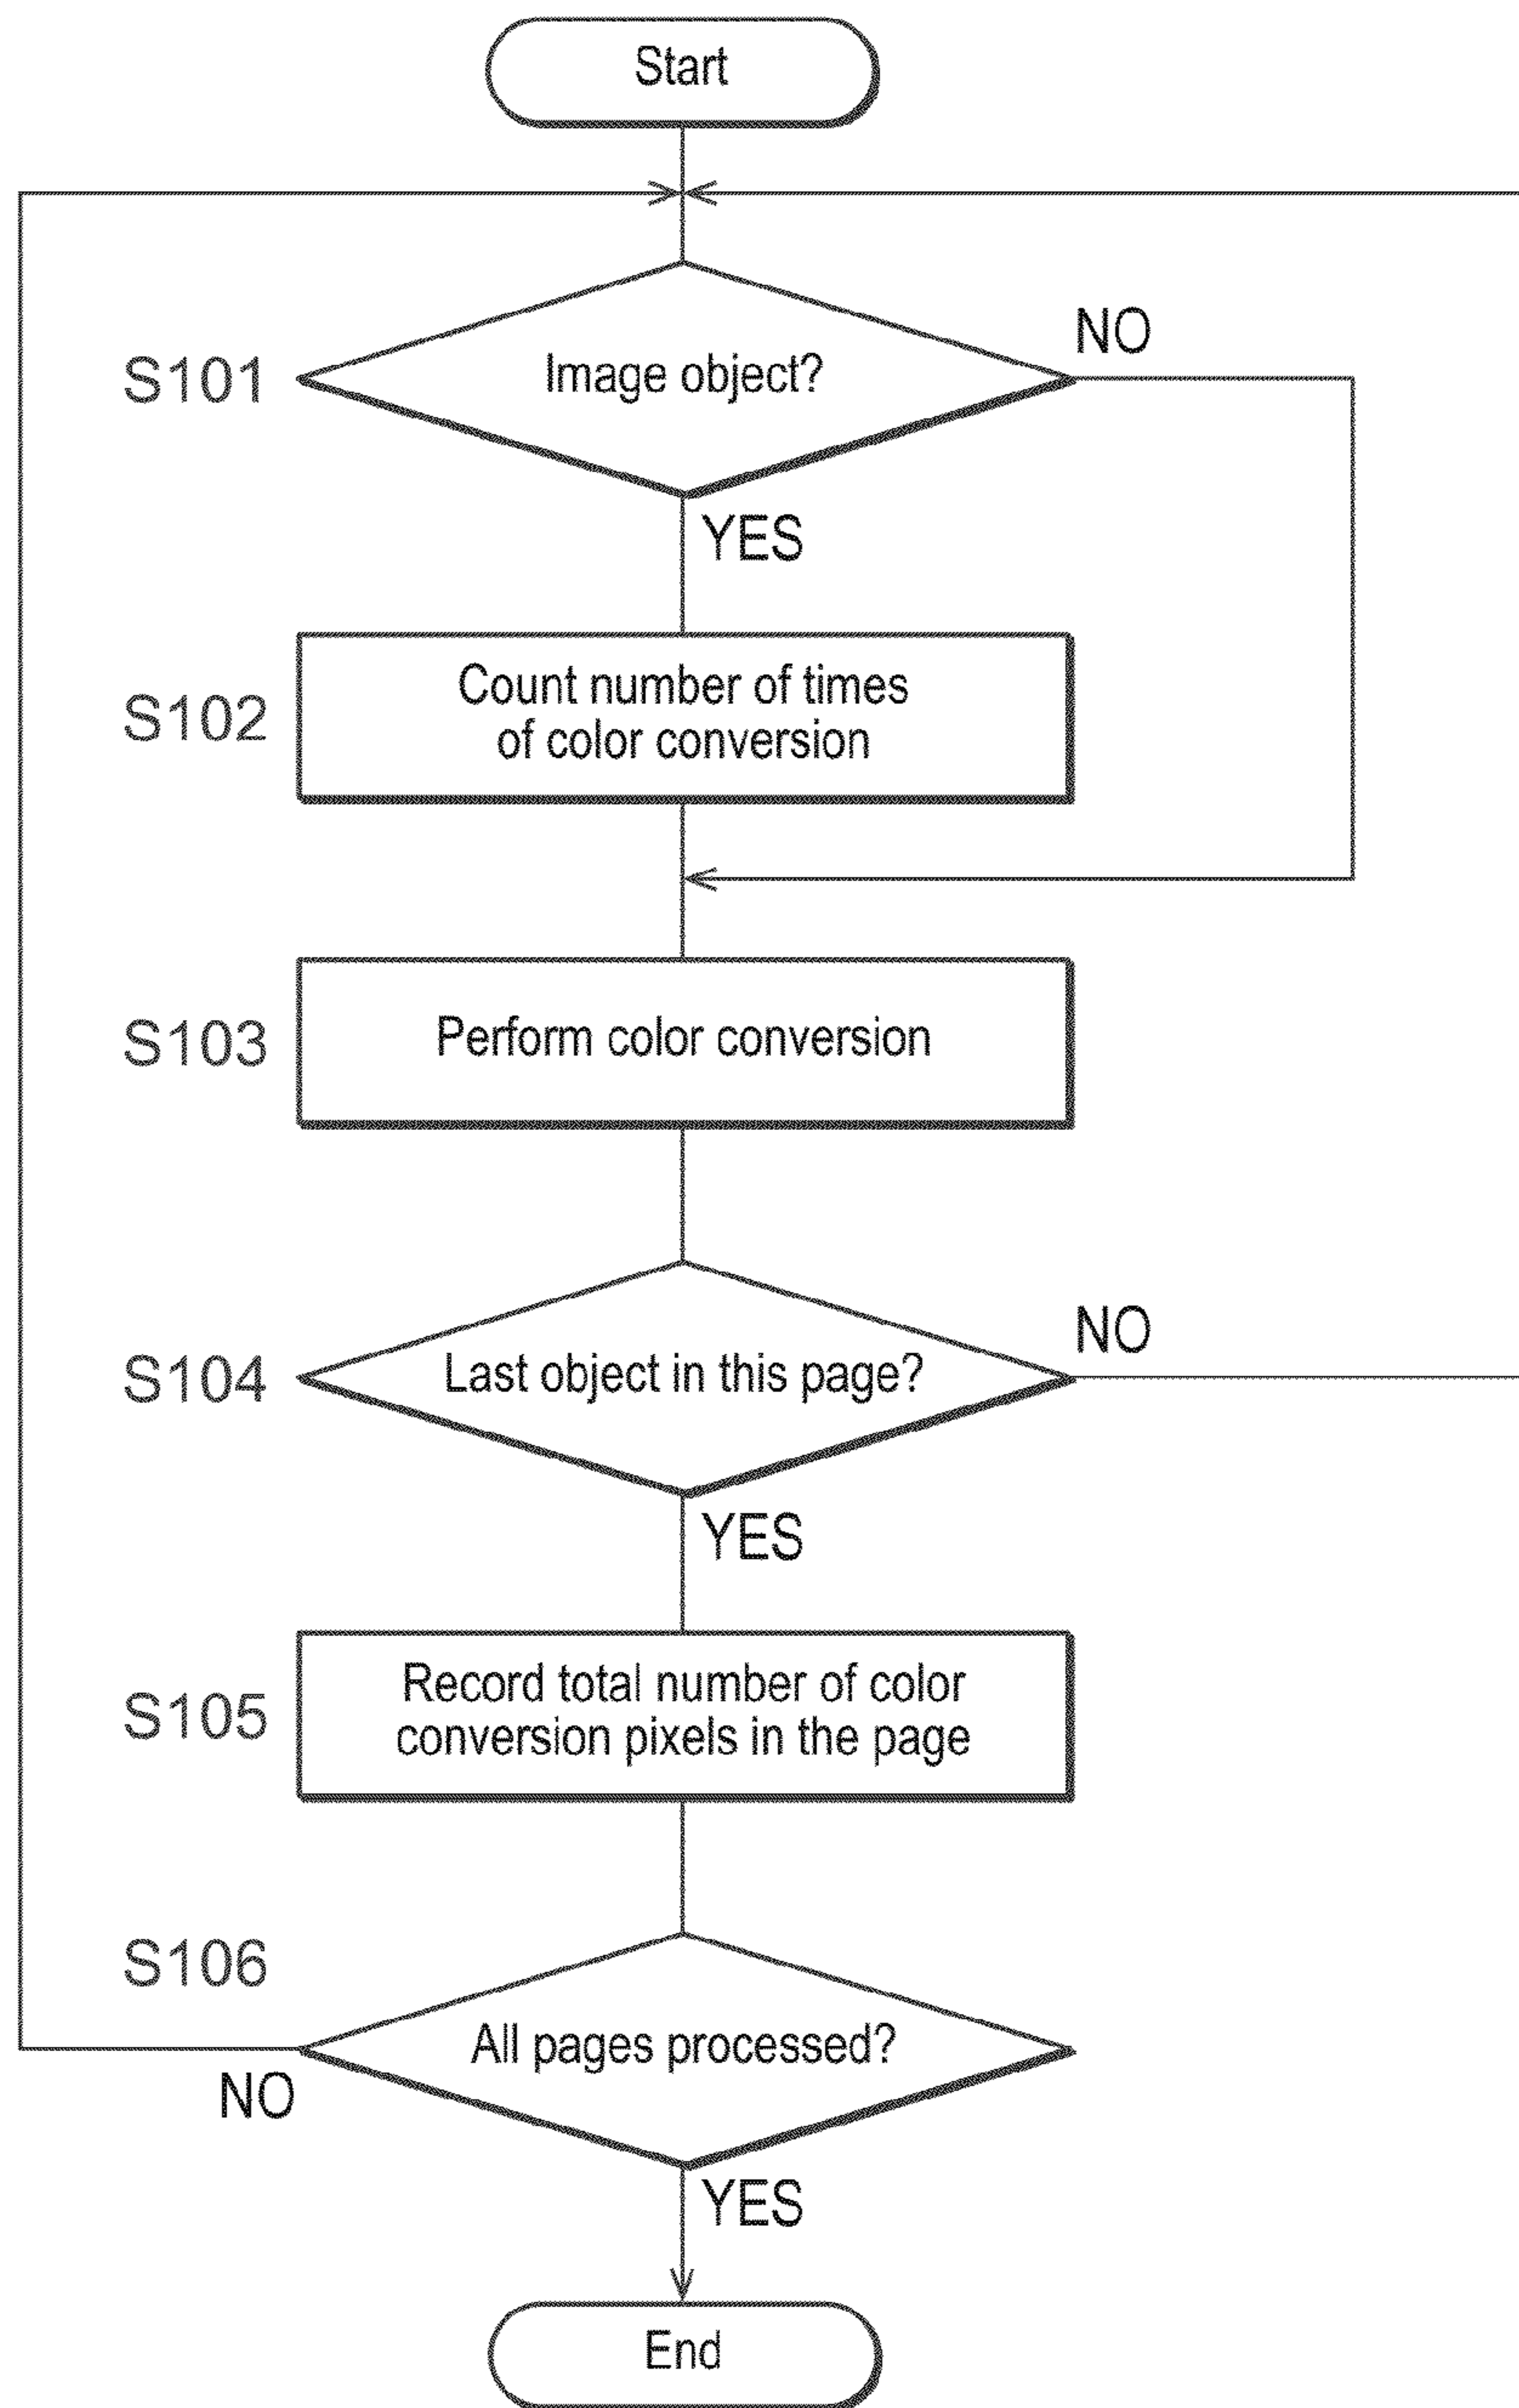 Start
S101
Image object?
NO
YES
S102
Count number of times
of color conversion
S103
Perform color conversion
S104
Last object in this page?
NO
YES
S105
Record total number of color
conversion pixels in the page
S106
All pages processed?
NO
YES
End